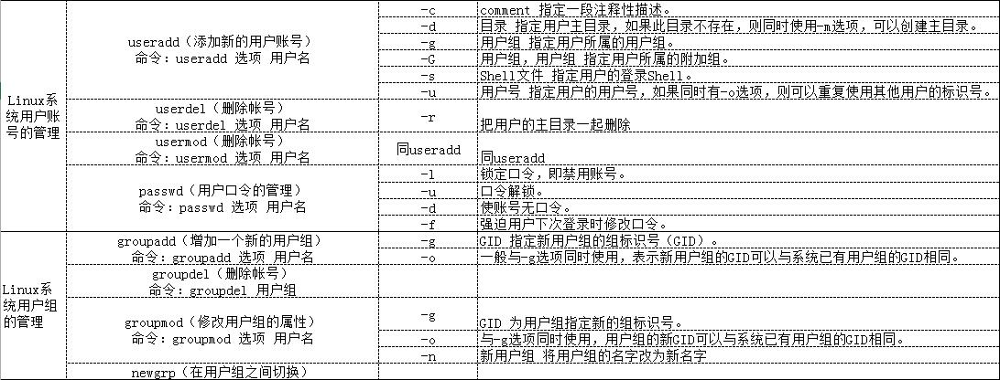 Linux系
统用户账
号的管理
useradd（添加新的用户账号）
命令：useradd 选项 用户名
-c
comment 指定一段注释性描述。
-d
目录 指定用户主目录，如果此目录不存在，则同时使用-m选项，可以创建主目录。
-g
用户组 指定用户所属的用户组。
-G
用户组，用户组 指定用户所属的附加组。
-s
Shell文件 指定用户的登录Shell。
-u
用户号 指定用户的用户号，如果同时有-o选项，则可以重复使用其他用户的标识号。
userdel（删除帐号）
命令：userdel 选项 用户名
-r
把用户的主目录一起删除
usermod（删除帐号）
命令：usermod 选项 用户名
同useradd
同useradd
passwd（用户口令的管理）
命令：passwd 选项 用户名
-l
锁定口令，即禁用账号。
-u
口令解锁。
-d
使账号无口令。
-f
强迫用户下次登录时修改口令。
Linux系
统用户组
的管理
groupadd（增加一个新的用户组）
命令：groupadd 选项 用户名
-g
GID 指定新用户组的组标识号（GID）。
-o
一般与-g选项同时使用，表示新用户组的GID可以与系统已有用户组的GID相同。
groupdel（删除帐号）
命令：groupdel 用户组
groupmod（修改用户组的属性）
命令：groupmod 选项 用户名
-g
GID 为用户组指定新的组标识号。
-o
与-g选项同时使用，用户组的新GID可以与系统已有用户组的GID相同。
-n
新用户组 将用户组的名字改为新名字
newgrp（在用户组之间切换）